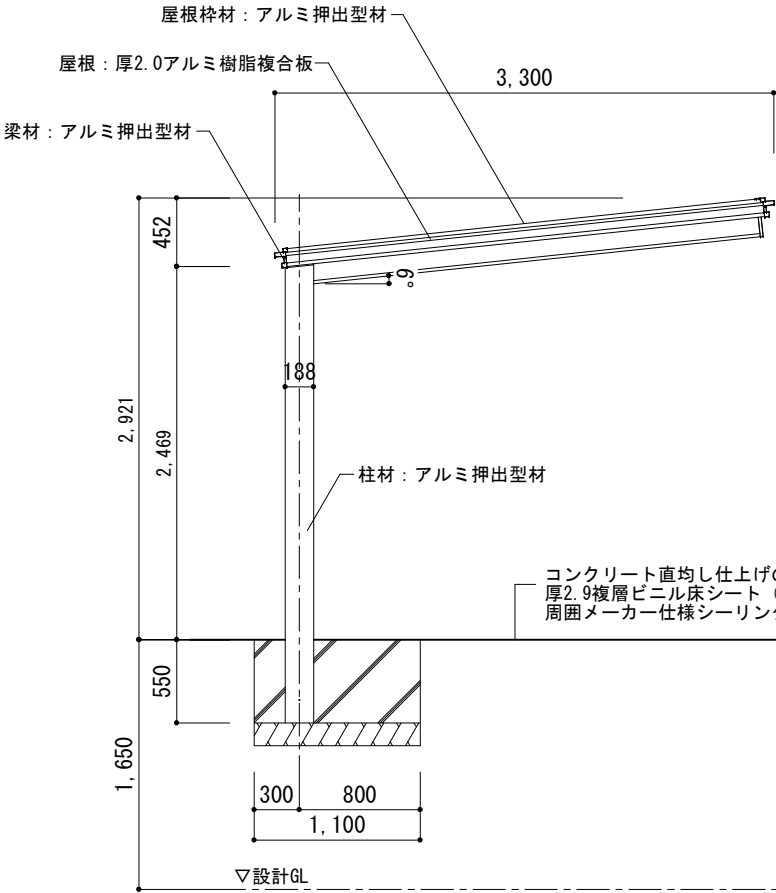 屋根枠材：アルミ押出型材
屋根：厚2.0アルミ樹脂複合板
3,300
梁材：アルミ押出型材
452
6°
188
2,921
2,469
柱材：アルミ押出型材
コンクリート直均し仕上げの
厚2.9複層ビニル床シート（
周囲メーカー仕様シーリング
550
1,650
300
800
1,100
▽設計GL